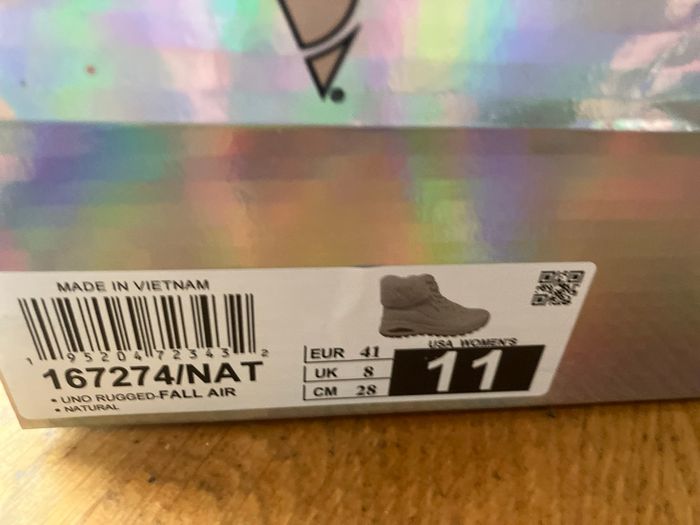 MADE IN VIETNAM
1 95204 72343 2
167274/NAT
• UNO RUGGED-FALL AIR
• NATURAL
EUR 41
UK 8
CM 28
USA WOMEN'S
11